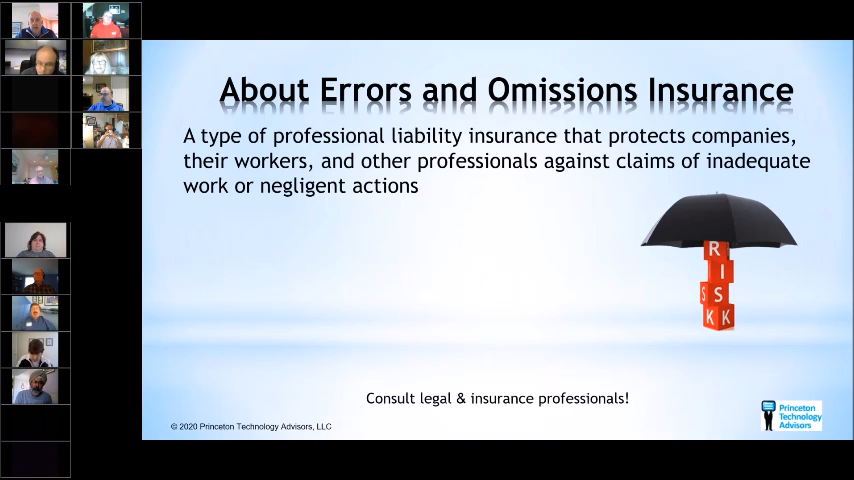 About Errors and Omissions Insurance
A type of professional liability insurance that protects companies,
their workers, and other professionals against claims of inadequate
work or negligent actions
R
I
S S
K K
Consult legal & insurance professionals!
© 2020 Princeton Technology Advisors, LLC
Princeton
Technology
Advisors